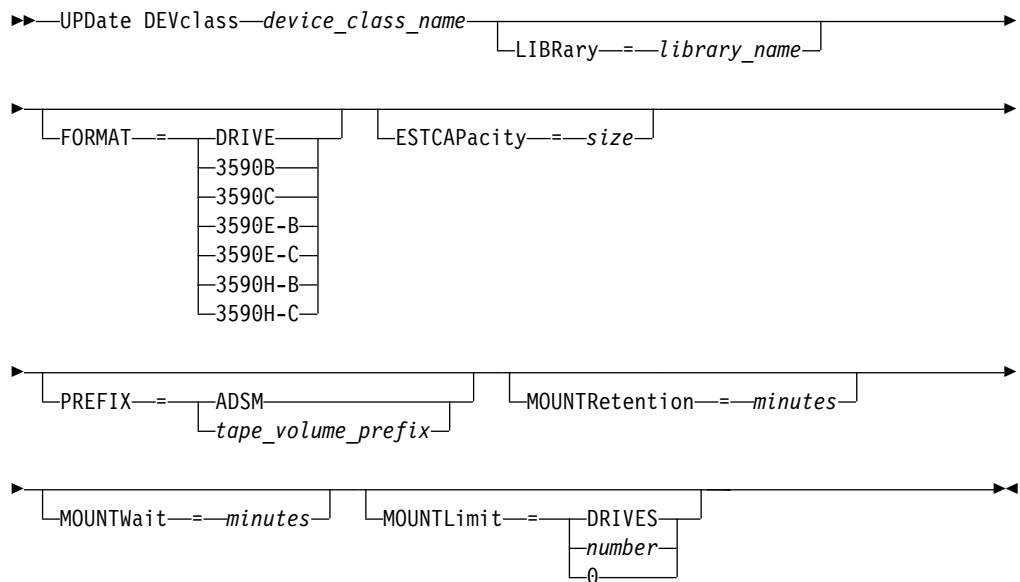 UPDate DEVclass device_class_name
LIBRary = library_name
FORMAT = DRIVE
3590B
3590C
3590E-B
3590E-C
3590H-B
3590H-C
ESTCAPacity = size
PREFIX = ADSM
tape_volume_prefix
MOUNTRetention = minutes
MOUNTWait = minutes
MOUNTLimit = DRIVES
number
0